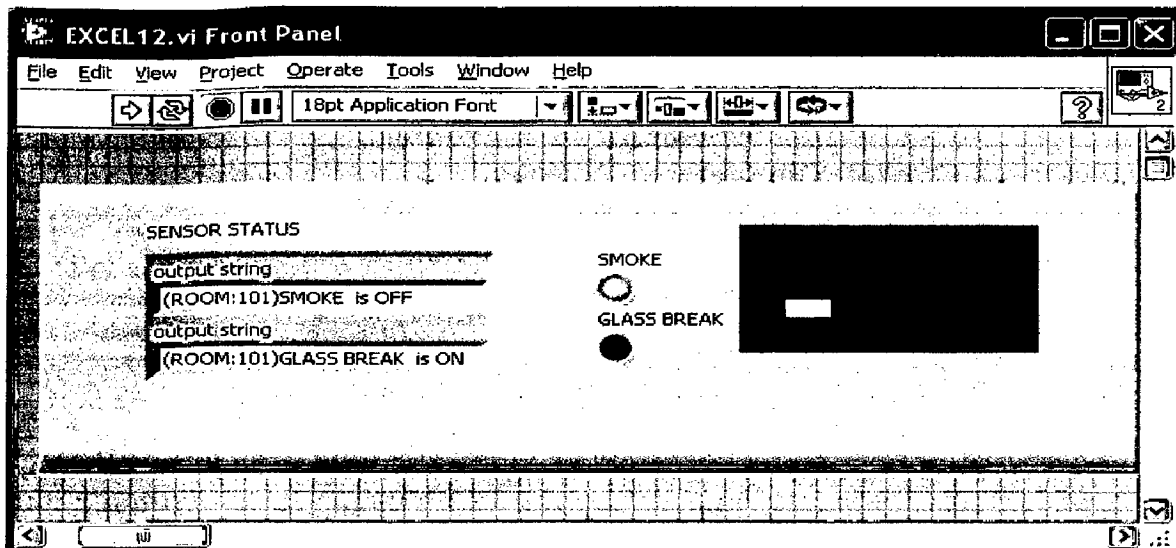 EXCEL12.vi Front Panel
File Edit View Project Operate Tools Window Help
18pt Application Font
2
SENSOR STATUS
output string
(ROOM:101)SMOKE is OFF
output string
(ROOM:101)GLASS BREAK is ON
SMOKE
GLASS BREAK